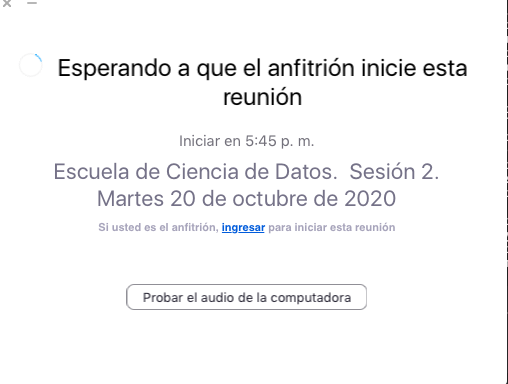 Esperando a que el anfitrión inicie esta
reunión
Iniciar en 5:45 p. m.
Escuela de Ciencia de Datos.  Sesión 2.
Martes 20 de octubre de 2020
Si usted es el anfitrión, ingresar para iniciar esta reunión
Probar el audio de la computadora